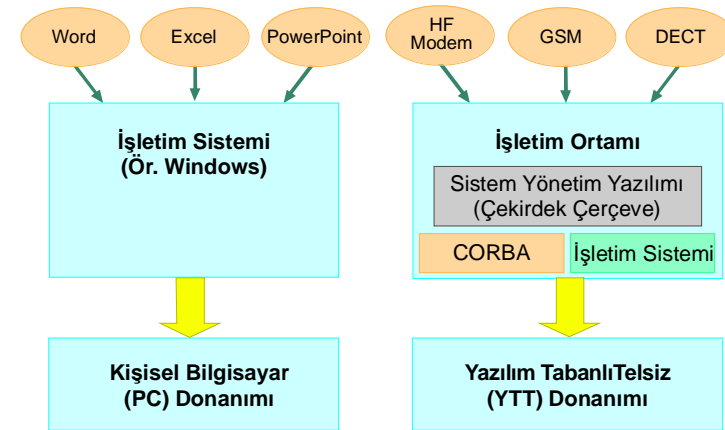 Word
Excel
PowerPoint
İşletim Sistemi
(Ör. Windows)
Kişisel Bilgisayar
(PC) Donanımı
HF
Modem
GSM
DECT
İşletim Ortamı
Sistem Yönetim Yazılımı
(Çekirdek Çerçeve)
CORBA
İşletim Sistemi
Yazılım TabanlıTelsiz
(YTT) Donanımı